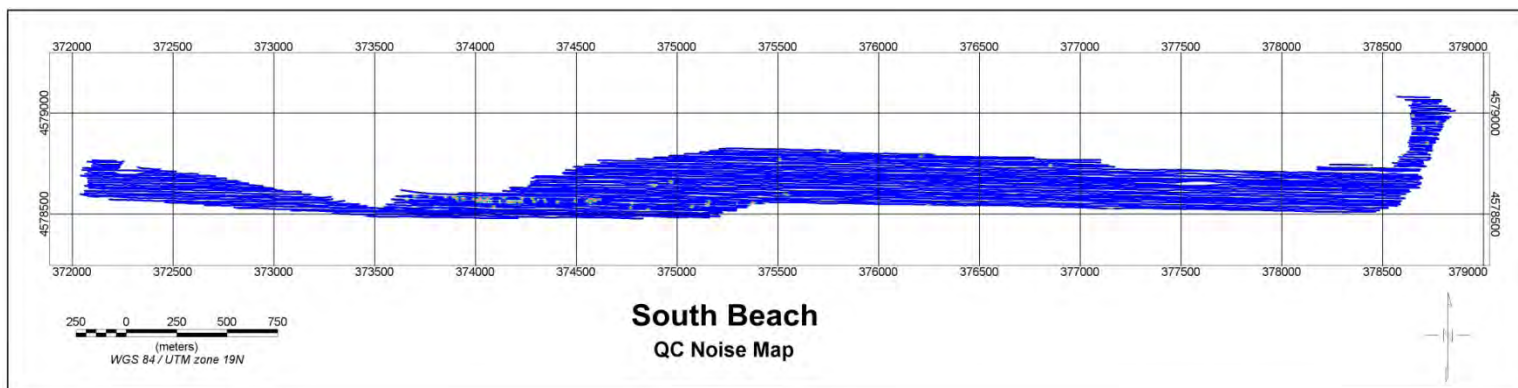 372000 372500 373000 373500 374000 374500 375000 375500 376000 376500 377000 377500 378000 378500 379000
4579000 4579000
4578500 4578500
372000 372500 373000 373500 374000 374500 375000 375500 376000 376500 377000 377500 378000 378500 379000
250 0 250 500 750
(meters)
WGS 84 / UTM zone 19N
South Beach
QC Noise Map